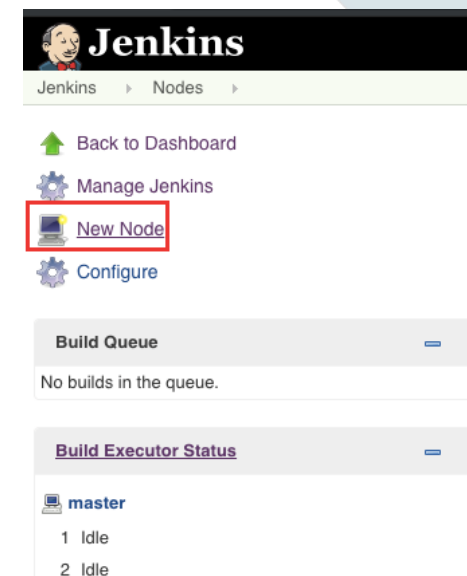 Jenkins
Jenkins Nodes
Back to Dashboard
Manage Jenkins
New Node
Configure
Build Queue
No builds in the queue.
Build Executor Status
master
1 Idle
2 Idle